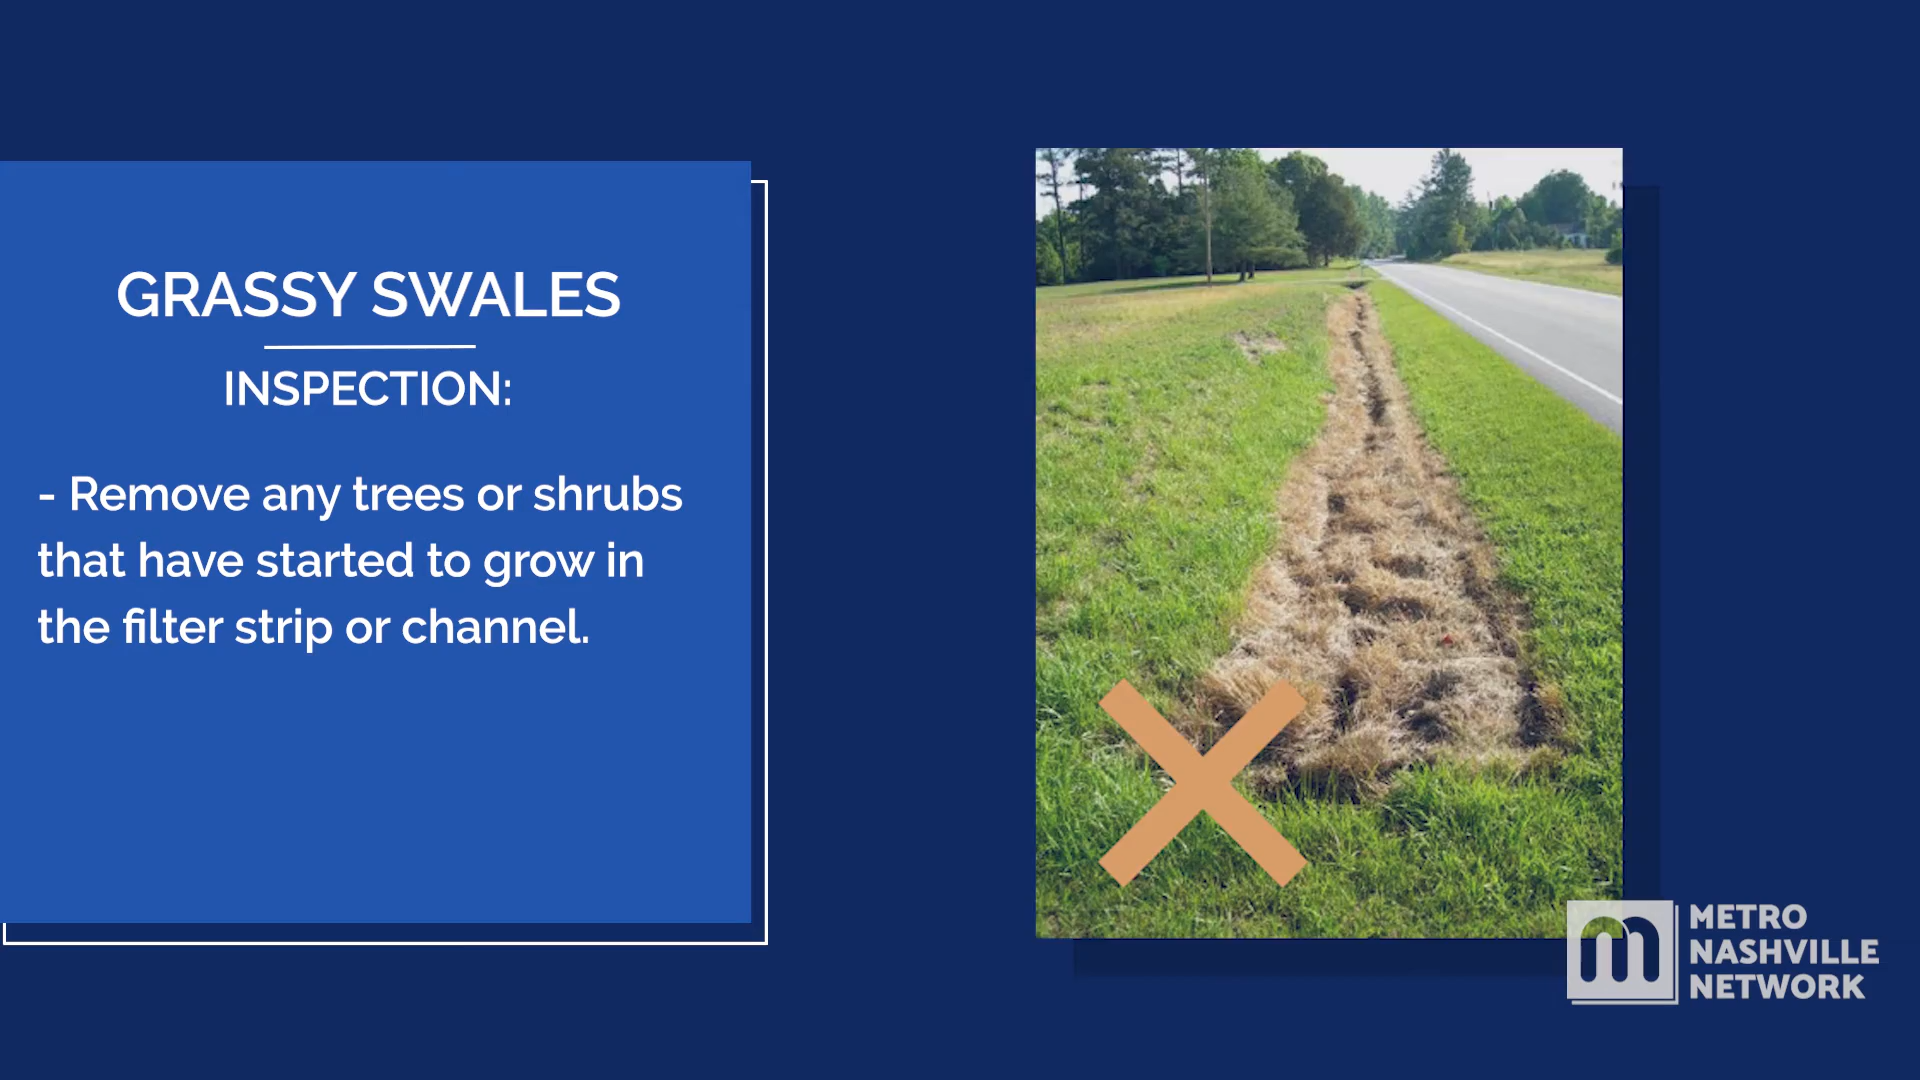 GRASSY SWALES
INSPECTION:
- Remove any trees or shrubs
that have started to grow in
the filter strip or channel.
METRO
NASHVILLE
NETWORK